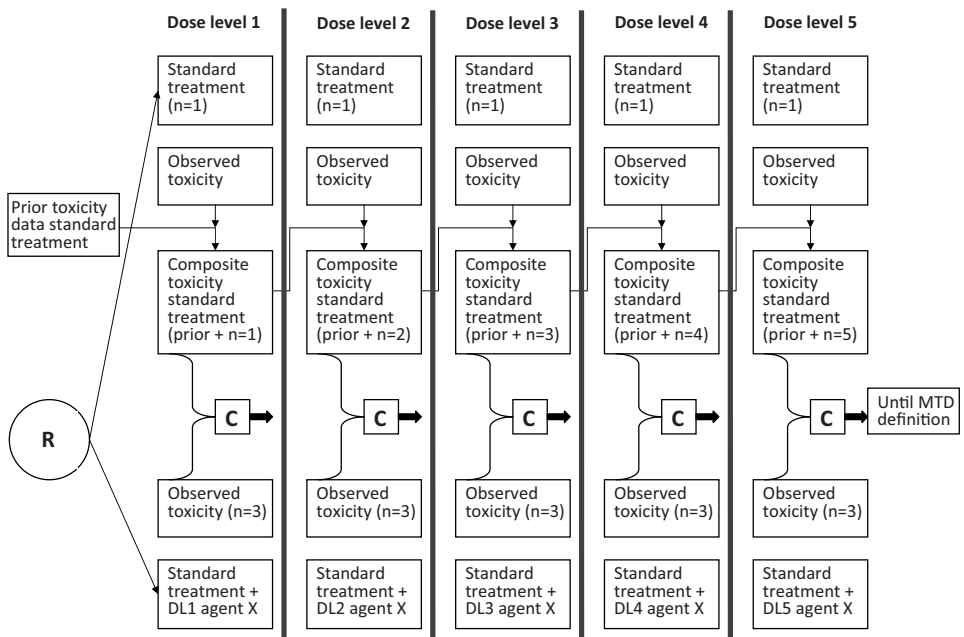 Dose level 1
Dose level 2
Dose level 3
Dose level 4
Dose level 5
Standard
treatment
(n=1)
Standard
treatment
(n=1)
Standard
treatment
(n=1)
Standard
treatment
(n=1)
Standard
treatment
(n=1)
Observed
toxicity
Observed
toxicity
Observed
toxicity
Observed
toxicity
Observed
toxicity
Prior toxicity
data standard
treatment
Composite
toxicity
standard
treatment
(prior + n=1)
Composite
toxicity
standard
treatment
(prior + n=2)
Composite
toxicity
standard
treatment
(prior + n=3)
Composite
toxicity
standard
treatment
(prior + n=4)
Composite
toxicity
standard
treatment
(prior + n=5)
R
C
C
C
C
C
Until MTD
definition
Observed
toxicity (n=3)
Observed
toxicity (n=3)
Observed
toxicity (n=3)
Observed
toxicity (n=3)
Observed
toxicity (n=3)
Standard
treatment +
DL1 agent X
Standard
treatment +
DL2 agent X
Standard
treatment +
DL3 agent X
Standard
treatment +
DL4 agent X
Standard
treatment +
DL5 agent X